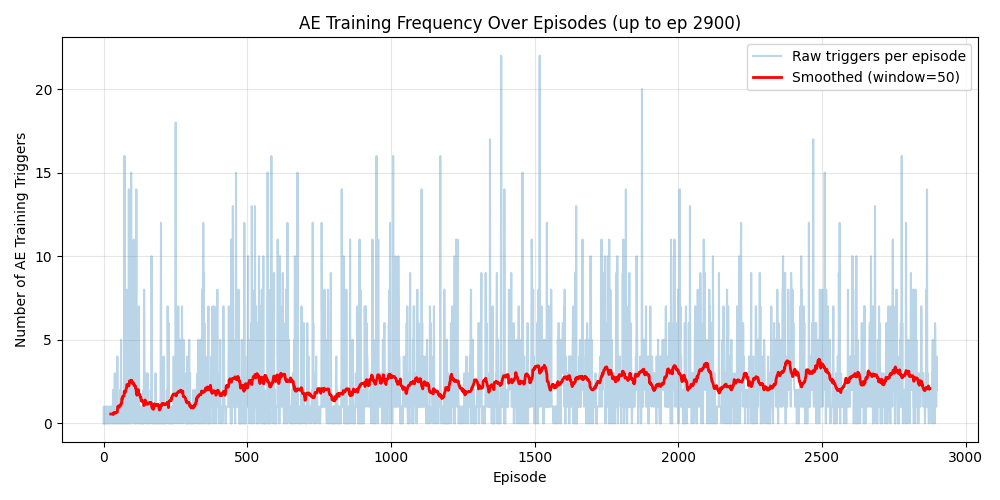 AE Training Frequency Over Episodes (up to ep 2900)
Raw triggers per episode
Smoothed (window=50)
Number of AE Training Triggers
20
15
10
5
0
0 500 1000 1500 2000 2500 3000
Episode